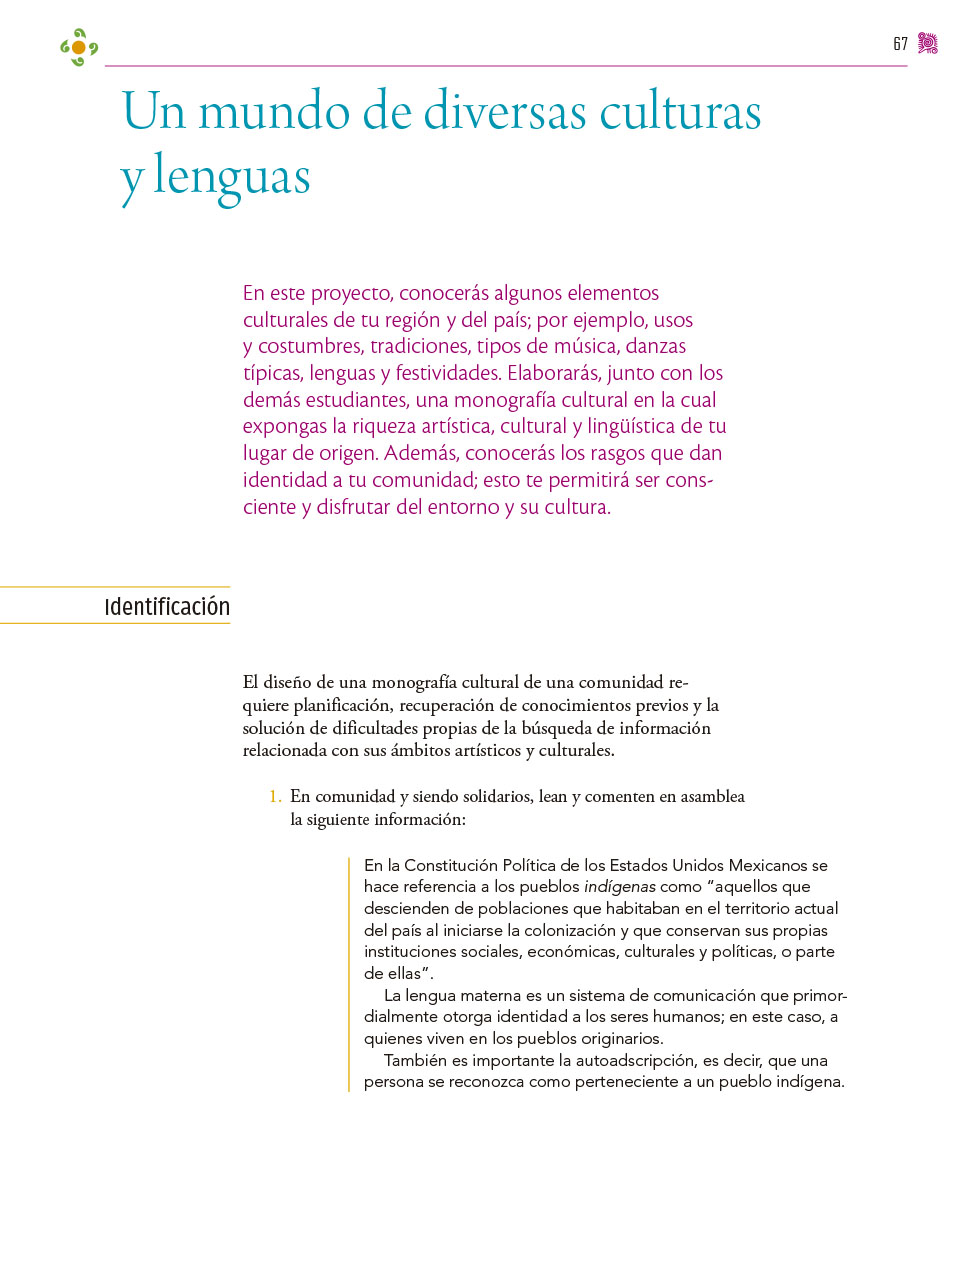 67
Un mundo de diversas culturas
y lenguas
En este proyecto, conocerás algunos elementos
culturales de tu región y del país; por ejemplo, usos
y costumbres, tradiciones, tipos de música, danzas
típicas, lenguas y festividades. Elaborarás, junto con los
demás estudiantes, una monografía cultural en la cual
expongas la riqueza artística, cultural y lingüística de tu
lugar de origen. Además, conocerás los rasgos que dan
identidad a tu comunidad; esto te permitirá ser cons-
ciente y disfrutar del entorno y su cultura.
Identificación
El diseño de una monografía cultural de una comunidad re-
quiere planificación, recuperación de conocimientos previos y la
solución de dificultades propias de la búsqueda de información
relacionada con sus ámbitos artísticos y culturales.
1. En comunidad y siendo solidarios, lean y comenten en asamblea
la siguiente información:
En la Constitución Política de los Estados Unidos Mexicanos se
hace referencia a los pueblos indígenas como “aquellos que
descienden de poblaciones que habitaban en el territorio actual
del país al iniciarse la colonización y que conservan sus propias
instituciones sociales, económicas, culturales y políticas, o parte
de ellas”.
La lengua materna es un sistema de comunicación que primor-
dialmente otorga identidad a los seres humanos; en este caso, a
quienes viven en los pueblos originarios.
También es importante la autoadscripción, es decir, que una
persona se reconozca como perteneciente a un pueblo indígena.